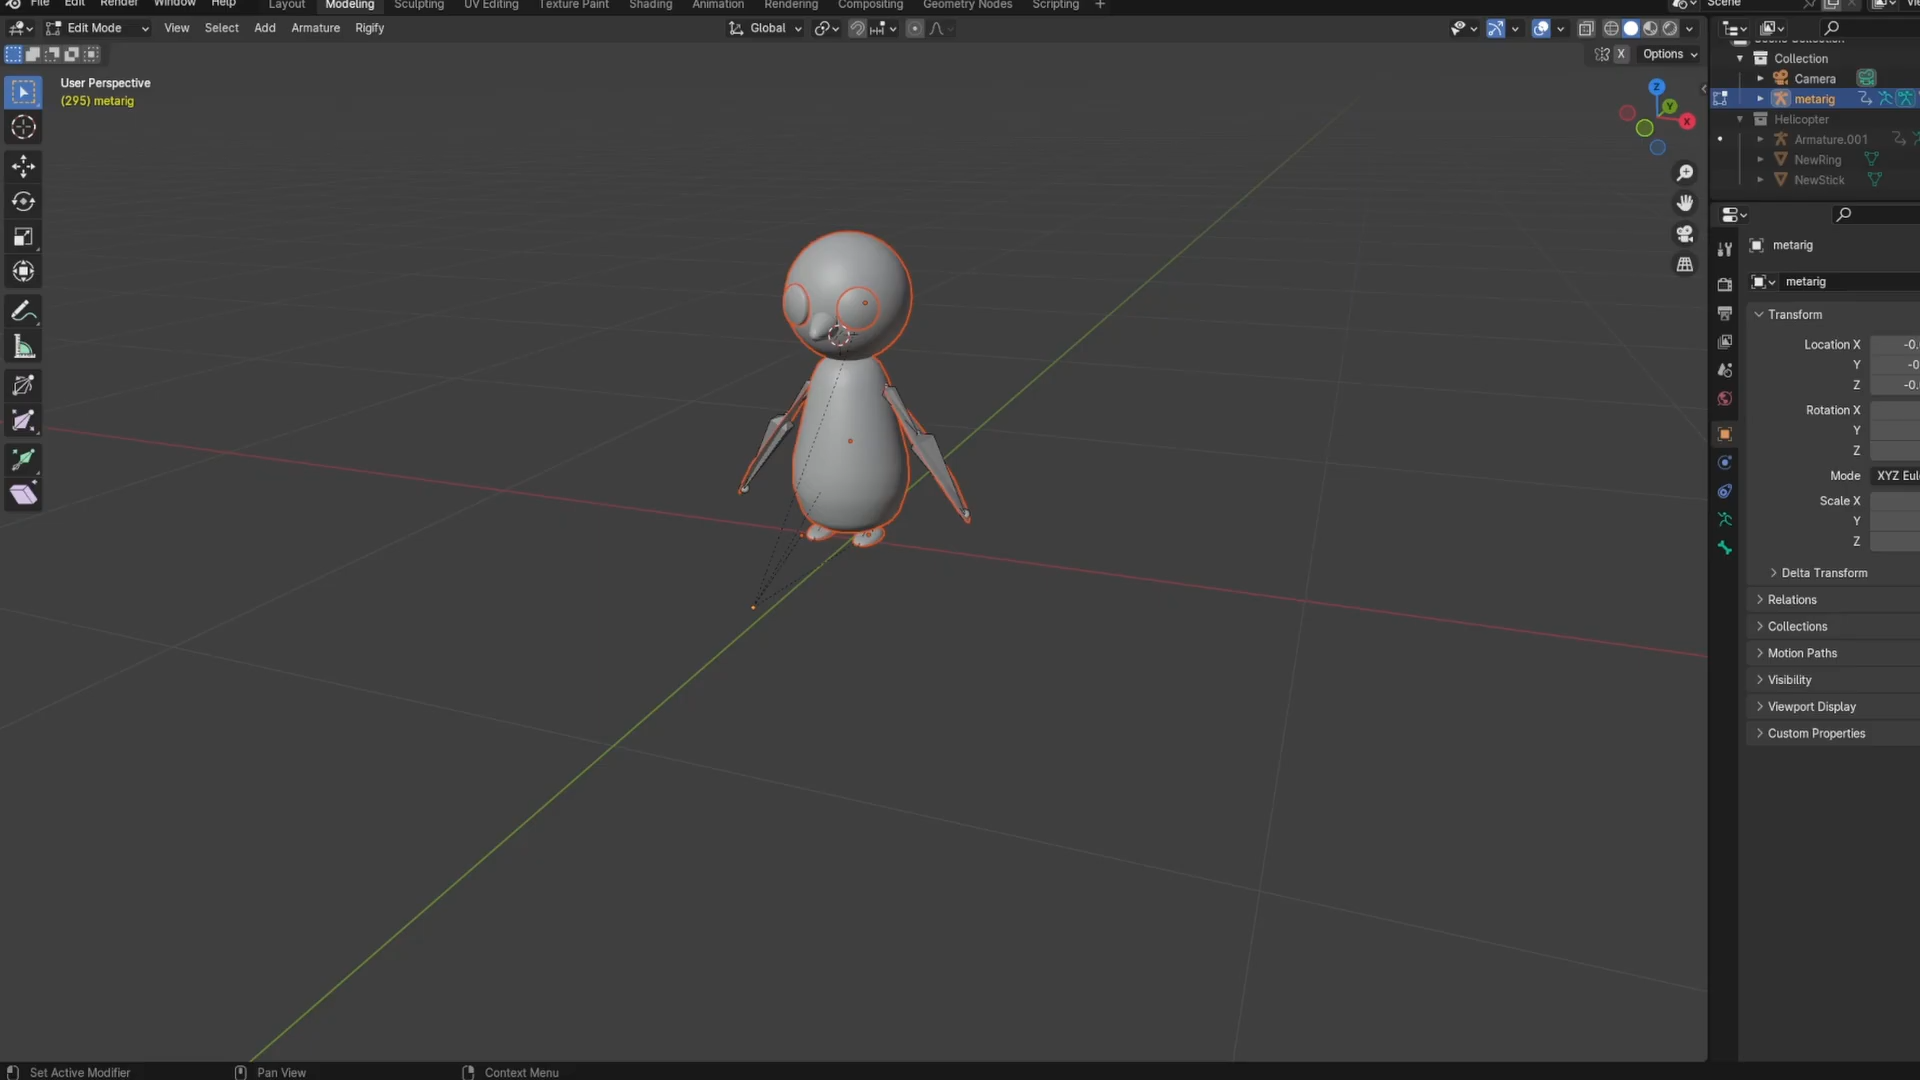 File Edit Render Window Help Layout Modeling Sculpting UV Editing Texture Paint Shading Animation Rendering Compositing Geometry Nodes Scripting + Scene
Edit Mode View Select Add Armature Rigify Global
X Options
User Perspective
(295) metarig
Z
Y
X
Collection
Camera
metarig
Helicopter
Armature.001
NewRing
NewStick
metarig
metarig
Transform
Location X -0.
Y -0
Z -0.
Rotation X
Y
Z
Mode XYZ Eul
Scale X
Y
Z
Delta Transform
Relations
Collections
Motion Paths
Visibility
Viewport Display
Custom Properties
Set Active Modifier Pan View Context Menu